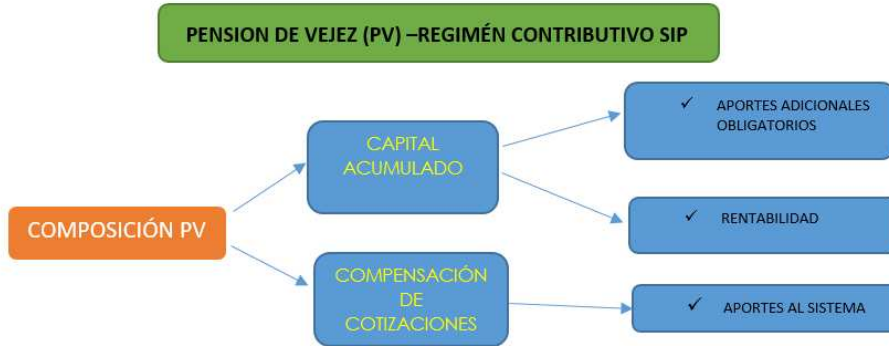 PENSION DE VEJEZ (PV) –REGIMÉN CONTRIBUTIVO SIP
✓ APORTES ADICIONALES
OBLIGATORIOS
CAPITAL
ACUMULADO
✓ RENTABILIDAD
COMPOSICIÓN PV
COMPENSACIÓN
DE
COTIZACIONES
✓ APORTES AL SISTEMA